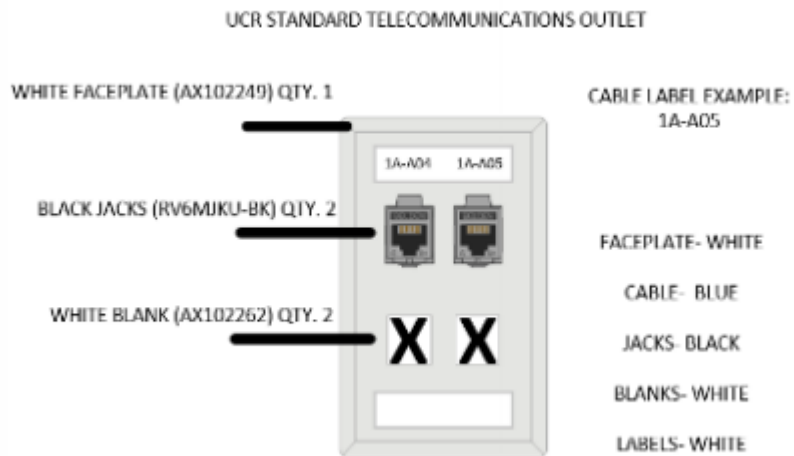 UCR STANDARD TELECOMMUNICATIONS OUTLET
WHITE FACEPLATE (AX102249) QTY. 1
CABLE LABEL EXAMPLE:
1A-A05
1A-A04 1A-A05
BLACK JACKS (RV6MJKU-BK) QTY. 2
FACEPLATE- WHITE
CABLE- BLUE
WHITE BLANK (AX102262) QTY. 2
X X
JACKS- BLACK
BLANKS- WHITE
LABELS- WHITE